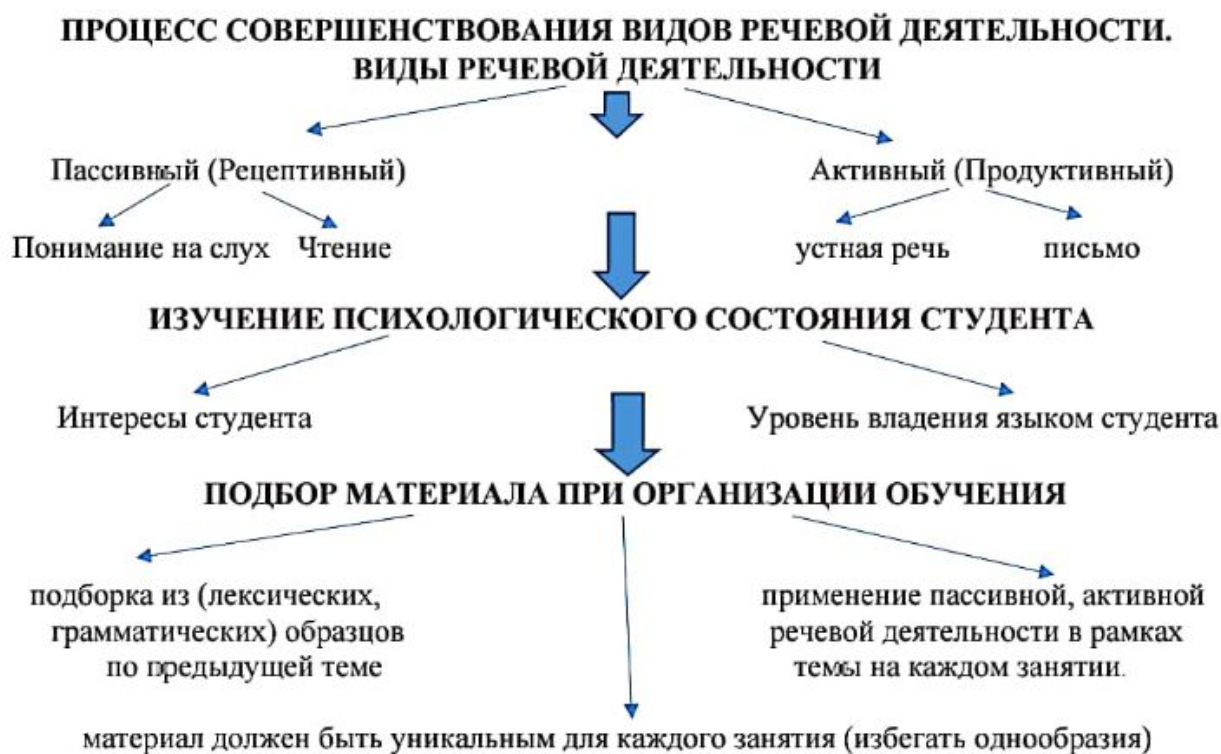 ПРОЦЕСС СОВЕРШЕНСТВОВАНИЯ ВИДОВ РЕЧЕВОЙ ДЕЯТЕЛЬНОСТИ.
ВИДЫ РЕЧЕВОЙ ДЕЯТЕЛЬНОСТИ
Пассивный (Рецептивный)
Активный (Продуктивный)
Понимание на слух
Чтение
устная речь
письмо
ИЗУЧЕНИЕ ПСИХОЛОГИЧЕСКОГО СОСТОЯНИЯ СТУДЕНТА
Интересы студента
Уровень владения языком студента
ПОДБОР МАТЕРИАЛА ПРИ ОРГАНИЗАЦИИ ОБУЧЕНИЯ
подборка из (лексических,
грамматических) образцов
по предыдущей теме
применение пассивной, активной
речевой деятельности в рамках
темы на каждом занятии.
материал должен быть уникальным для каждого занятия (избегать однообразия)